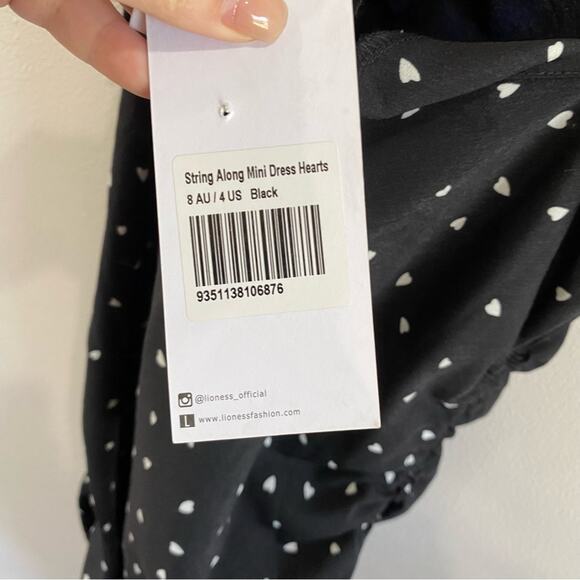 String Along Mini Dress Hearts
8 AU / 4 US Black
9351138106876
@lioness_official
L www.lionessfashion.com